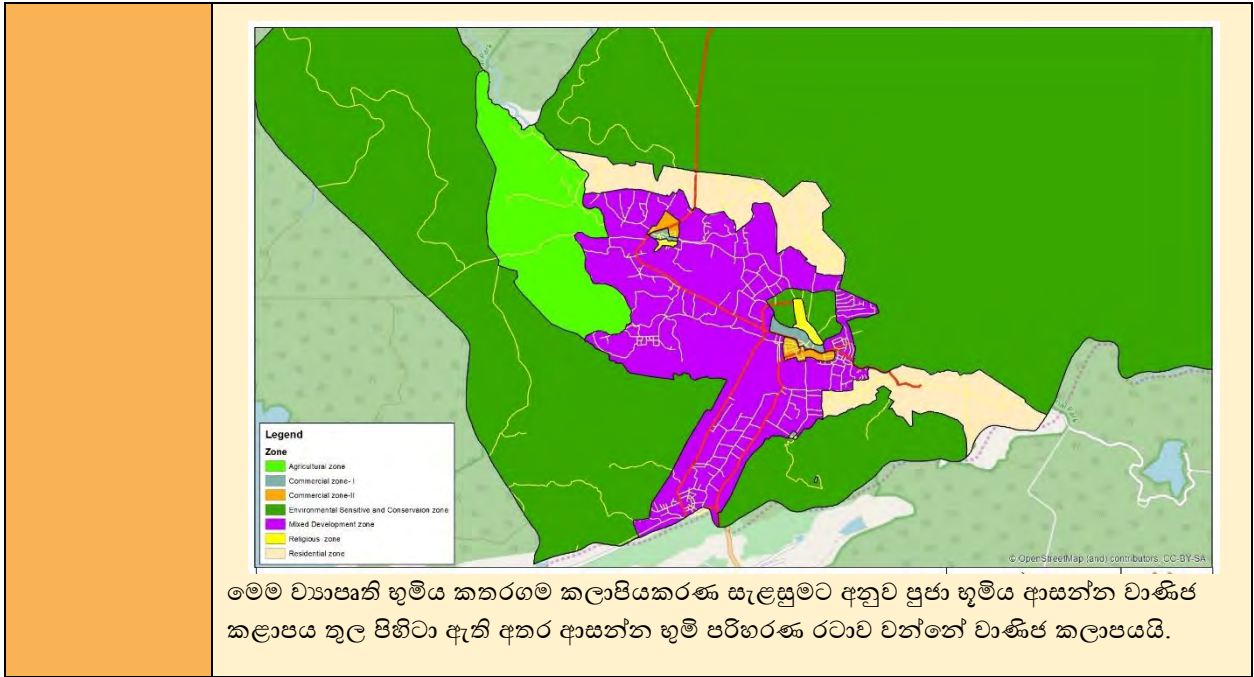 Legend
Zone
Agricultural zone
Commercial zone- I
Commercial zone-II
Environmental Sensitive and Conservaion zone
Mixed Development zone
Religious zone
Residential zone
© OpenStreetMap (and) contributors, CC-BY-SA
මෙම ව්‍යාපෘති භුමිය කතරගම කලාපියකරණ සැළසුමට අනුව පුජා භූමිය ආසන්න වාණිජ
කළාපය තුල පිහිටා ඇති අතර ආසන්න භුමි පරිහරණ රටාව වන්නේ වාණිජ කලාපයයි.